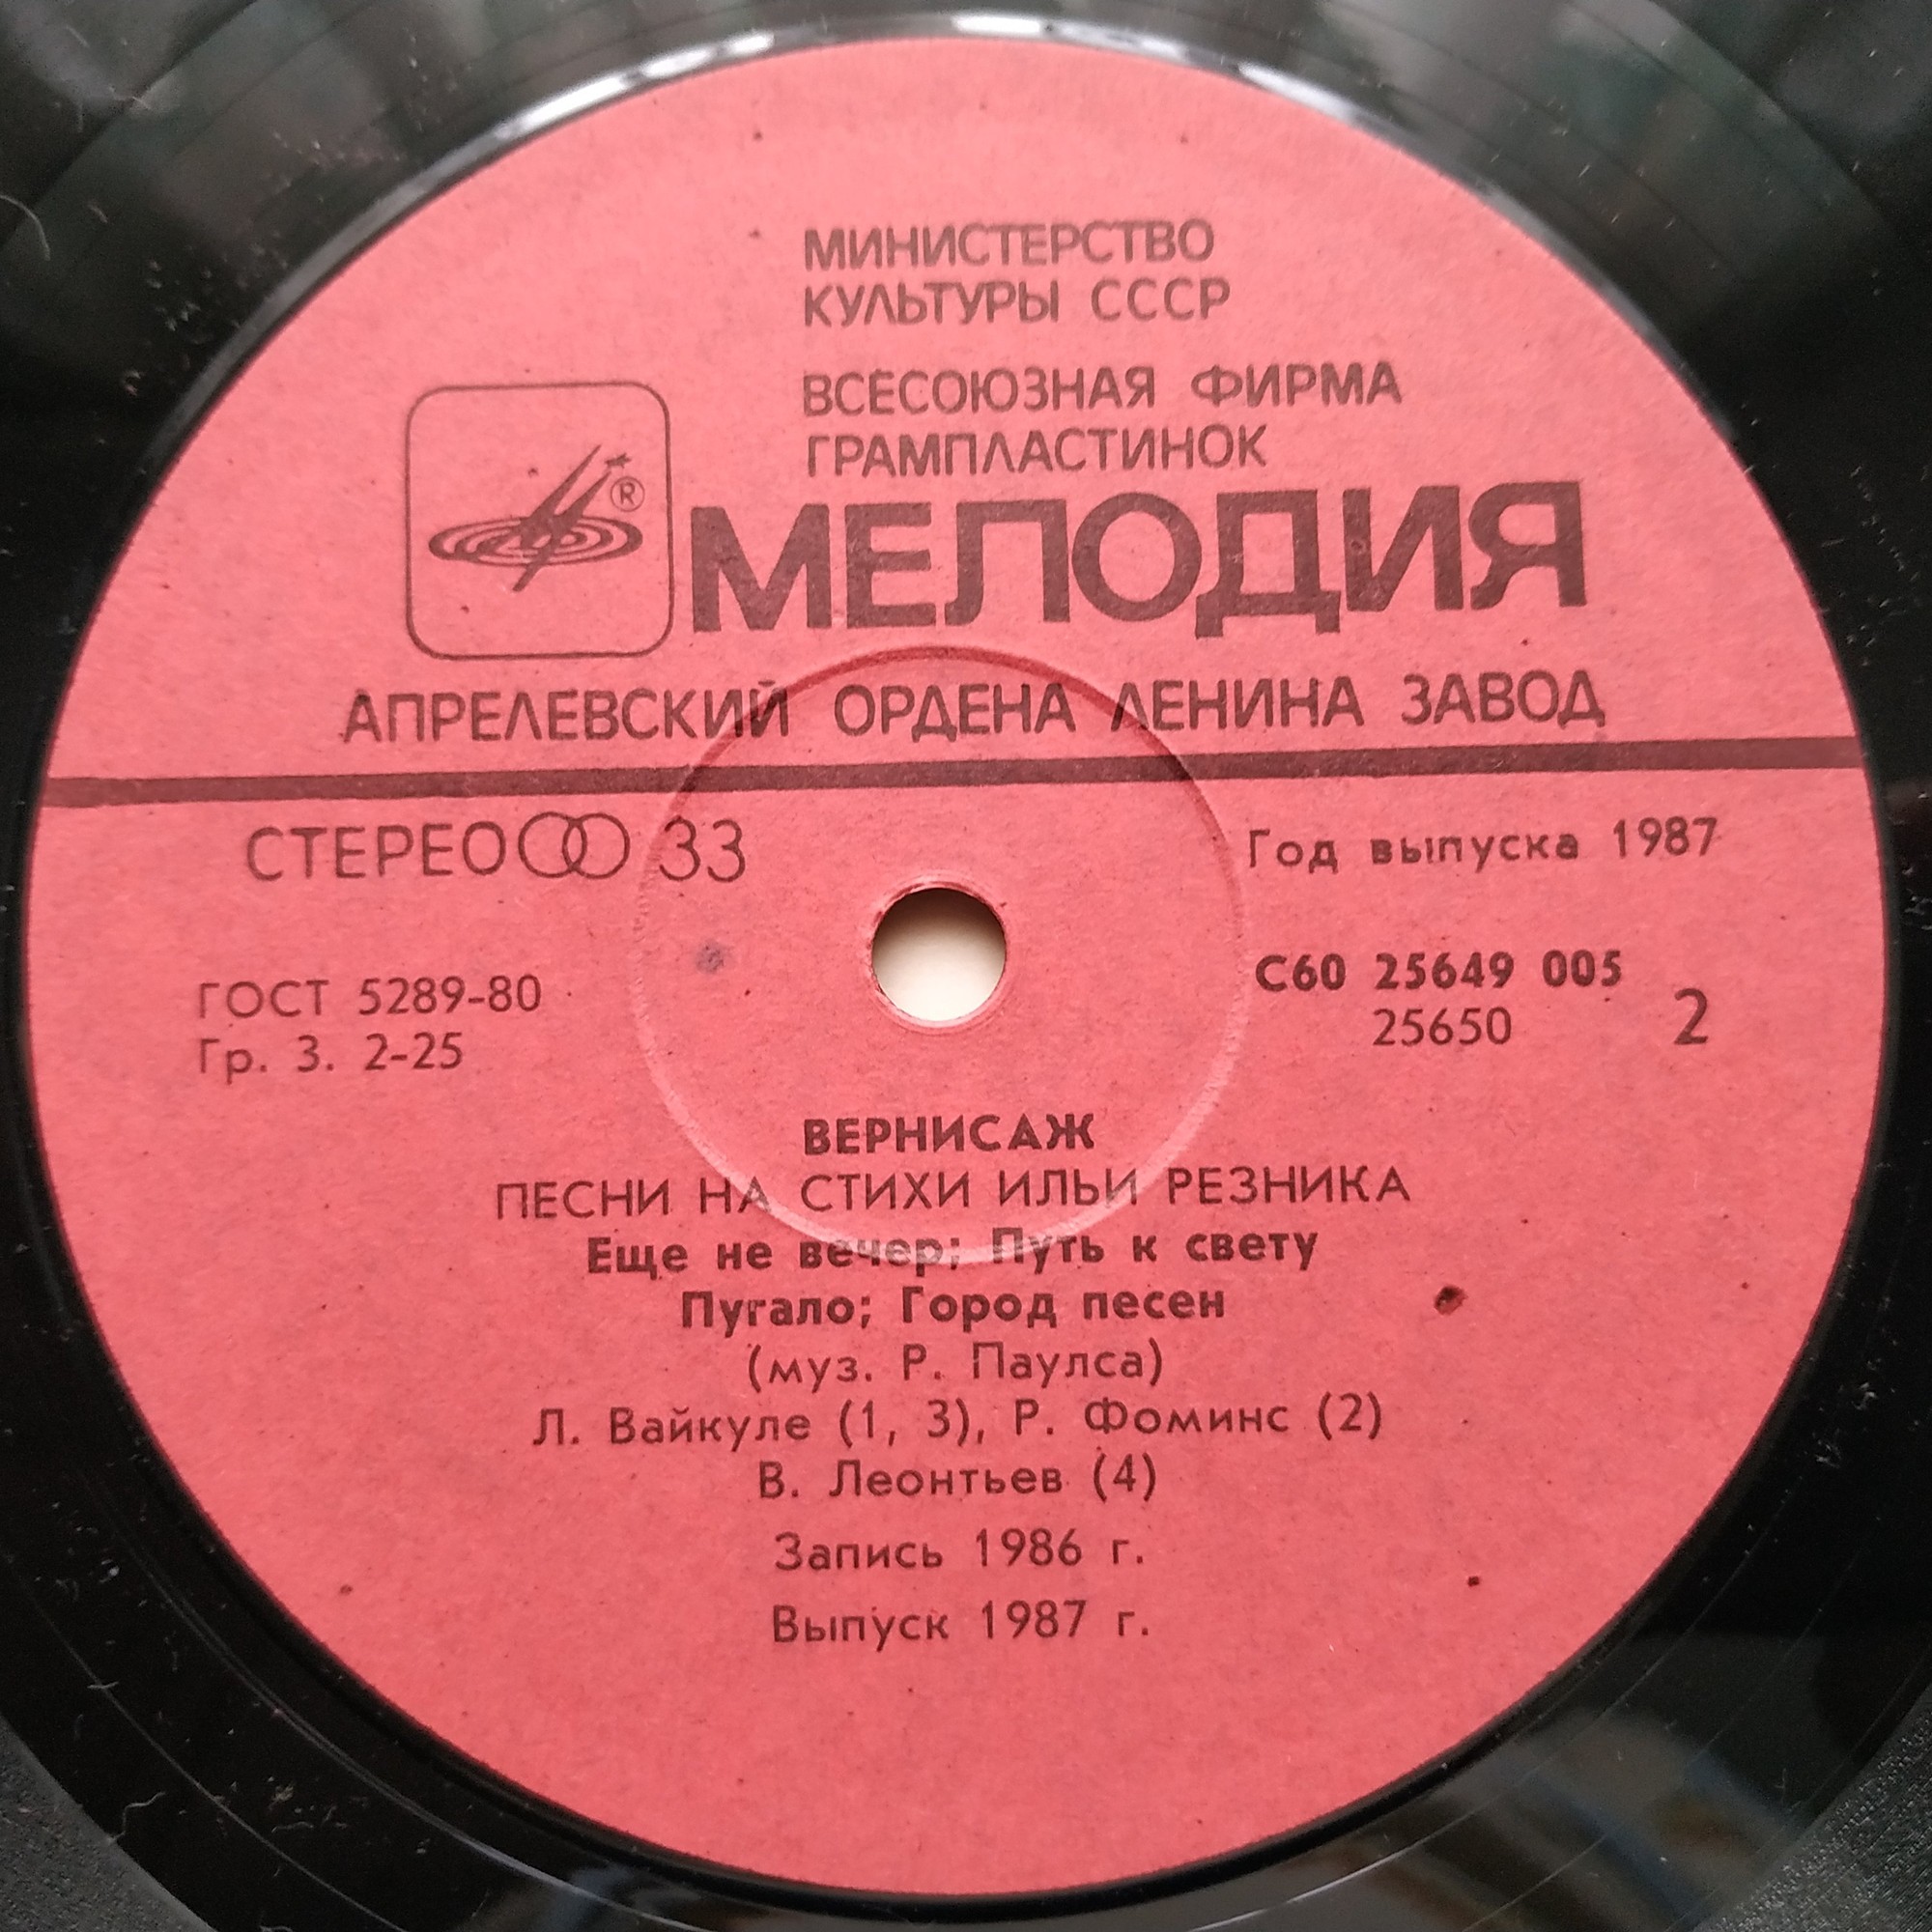 МИНИСТЕРСТВО
КУЛЬТУРЫ СССР
ВСЕСОЮЗНАЯ ФИРМА
ГРАМПЛАСТИНОК
®
МЕЛОДИЯ
АПРЕЛЕВСКИЙ ОРДЕНА ЛЕНИНА ЗАВОД
СТЕРЕО 33
Год выпуска 1987
ГОСТ 5289-80
Гр. 3. 2-25
С60 25649 005
25650
2
ВЕРНИСАЖ
ПЕСНИ НА СТИХИ ИЛЬИ РЕЗНИКА
Еще не вечер; Путь к свету
Пугало; Город песен
(муз. Р. Паулса)
Л. Вайкуле (1, 3), Р. Фоминс (2)
В. Леонтьев (4)
Запись 1986 г.
Выпуск 1987 г.